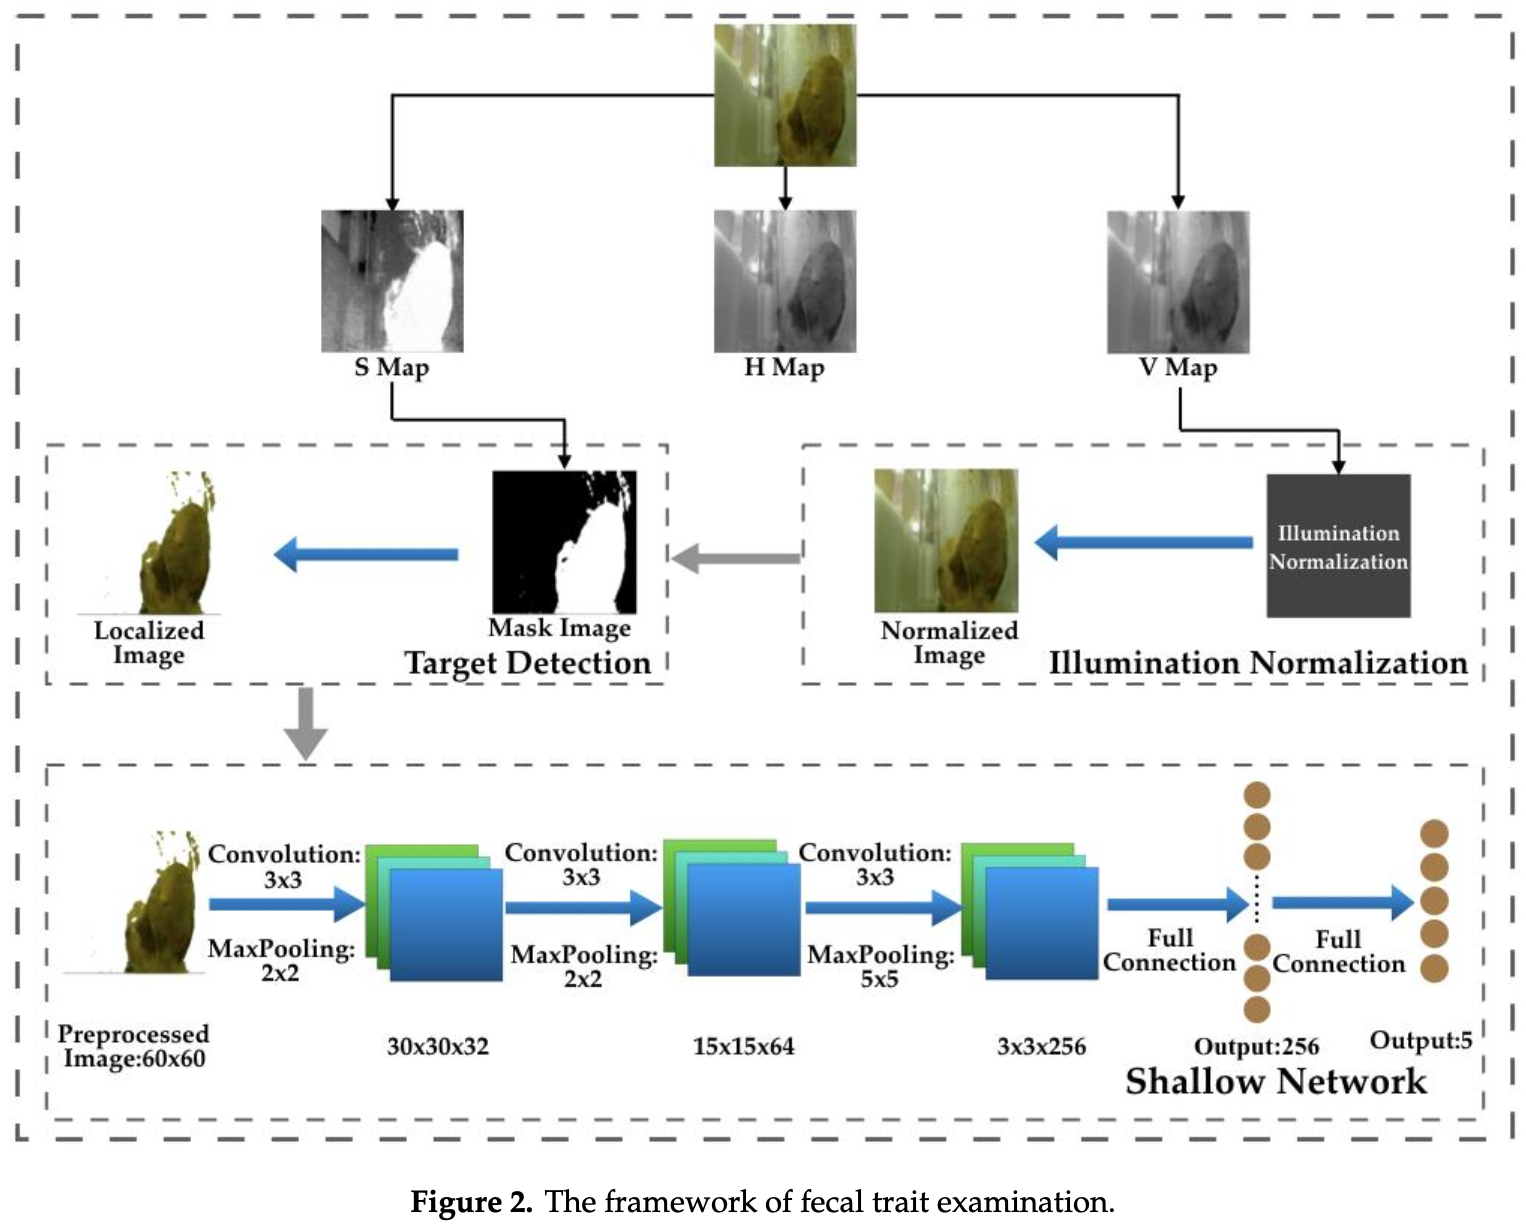 S Map
H Map
V Map
Illumination
Normalization
Localized
Image
Mask Image
Target Detection
Normalized
Image
Illumination Normalization
Convolution:
3x3
MaxPooling:
2x2
Convolution:
3x3
MaxPooling:
2x2
Convolution:
3x3
MaxPooling:
5x5
Full
Connection
Full
Connection
Preprocessed
Image:60x60
30x30x32
15x15x64
3x3x256
Output:256
Output:5
Shallow Network
Figure 2. The framework of fecal trait examination.